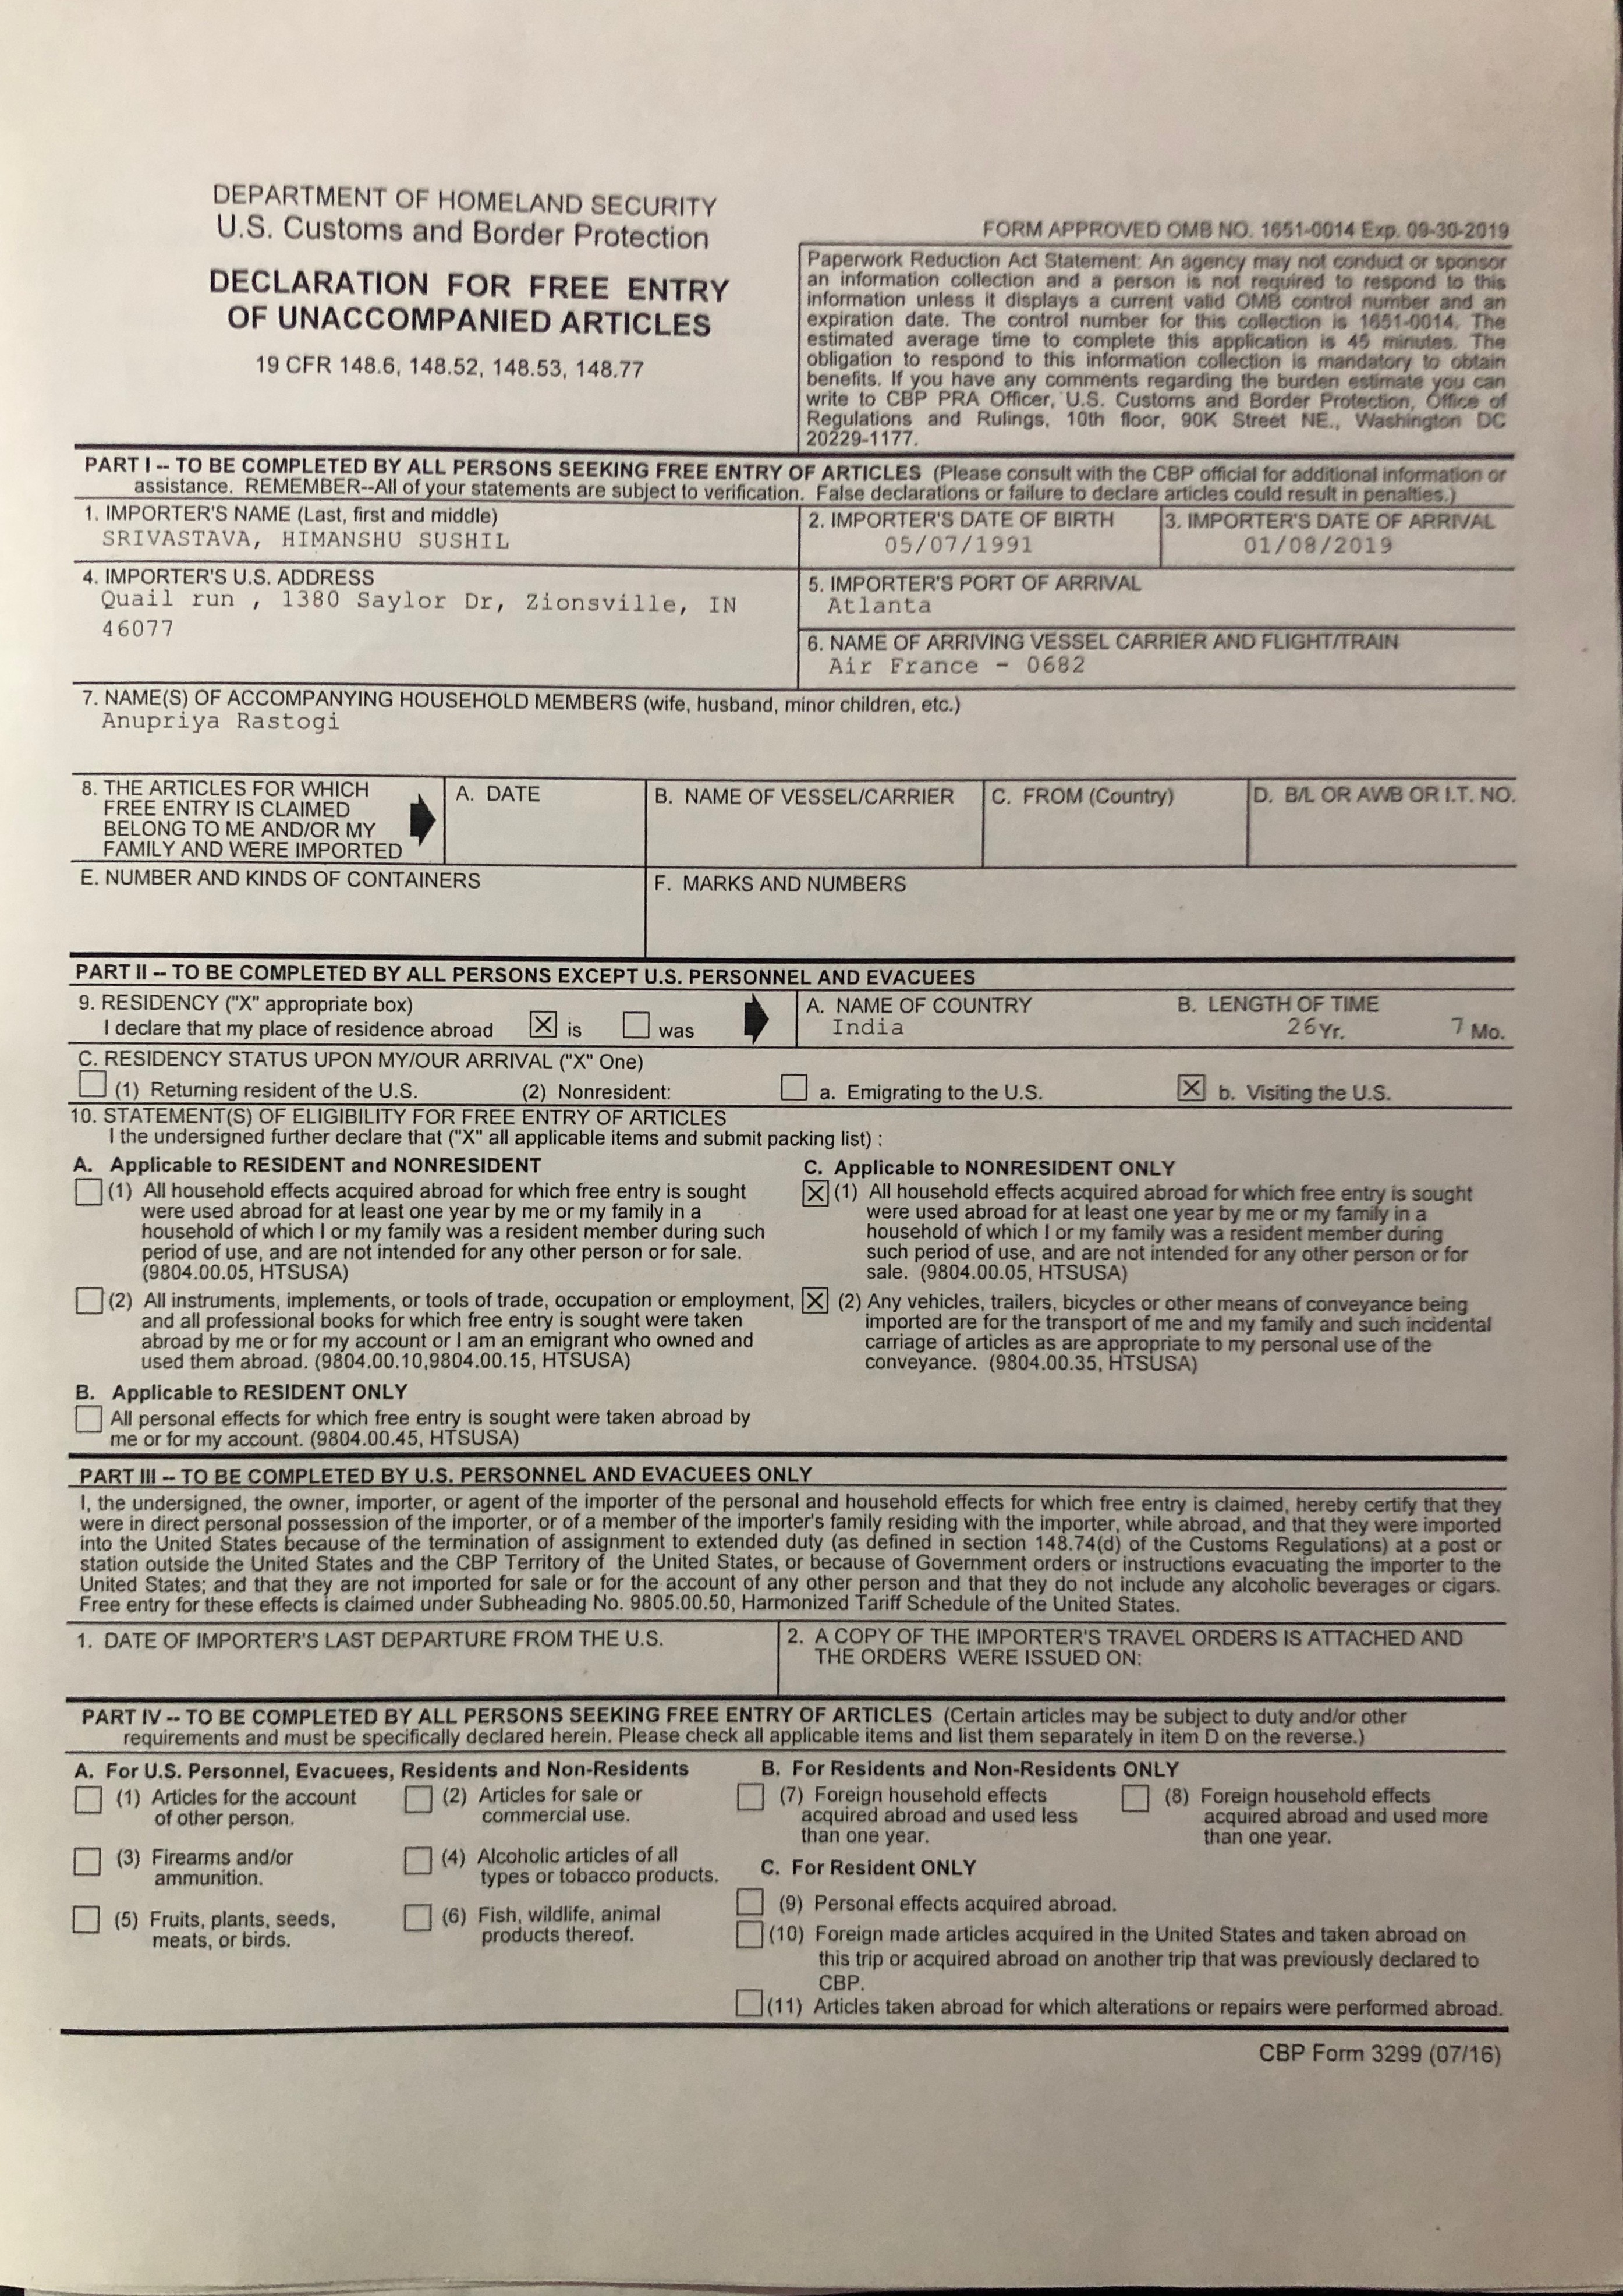 DEPARTMENT OF HOMELAND SECURITY
U.S. Customs and Border Protection
DECLARATION FOR FREE ENTRY
OF UNACCOMPANIED ARTICLES
19 CFR 148.6, 148.52, 148.53, 148.77
FORM APPROVED OMB NO. 1651-0014 Exp. 09-30-2019
Paperwork Reduction Act Statement: An agency may not conduct or sponsor
an information collection and a person is not required to respond to this
information unless it displays a current valid OMB control number and an
expiration date. The control number for this collection is 1651-0014. The
estimated average time to complete this application is 45 minutes. The
obligation to respond to this information collection is mandatory to obtain
benefits. If you have any comments regarding the burden estimate you can
write to CBP PRA Officer, U.S. Customs and Border Protection, Office of
Regulations and Rulings, 10th floor, 90K Street NE., Washington DC
20229-1177.
PART I -- TO BE COMPLETED BY ALL PERSONS SEEKING FREE ENTRY OF ARTICLES (Please consult with the CBP official for additional information or
assistance. REMEMBER--All of your statements are subject to verification. False declarations or failure to declare articles could result in penalties.)
1. IMPORTER'S NAME (Last, first and middle)
SRIVASTAVA, HIMANSHU SUSHIL
2. IMPORTER'S DATE OF BIRTH
05/07/1991
3. IMPORTER'S DATE OF ARRIVAL
01/08/2019
4. IMPORTER'S U.S. ADDRESS
Quail run , 1380 Saylor Dr, Zionsville, IN
46077
5. IMPORTER'S PORT OF ARRIVAL
Atlanta
6. NAME OF ARRIVING VESSEL CARRIER AND FLIGHT/TRAIN
Air France - 0682
7. NAME(S) OF ACCOMPANYING HOUSEHOLD MEMBERS (wife, husband, minor children, etc.)
Anupriya Rastogi
8. THE ARTICLES FOR WHICH
FREE ENTRY IS CLAIMED
BELONG TO ME AND/OR MY
FAMILY AND WERE IMPORTED
A. DATE
B. NAME OF VESSEL/CARRIER
C. FROM (Country)
D. B/L OR AWB OR I.T. NO.
E. NUMBER AND KINDS OF CONTAINERS
F. MARKS AND NUMBERS
PART II -- TO BE COMPLETED BY ALL PERSONS EXCEPT U.S. PERSONNEL AND EVACUEES
9. RESIDENCY ("X" appropriate box)
I declare that my place of residence abroad X is was
A. NAME OF COUNTRY
India
B. LENGTH OF TIME
26 Yr. 7 Mo.
C. RESIDENCY STATUS UPON MY/OUR ARRIVAL ("X" One)
(1) Returning resident of the U.S. (2) Nonresident: a. Emigrating to the U.S. X b. Visiting the U.S.
10. STATEMENT(S) OF ELIGIBILITY FOR FREE ENTRY OF ARTICLES
I the undersigned further declare that ("X" all applicable items and submit packing list) :
A. Applicable to RESIDENT and NONRESIDENT
(1) All household effects acquired abroad for which free entry is sought
were used abroad for at least one year by me or my family in a
household of which I or my family was a resident member during such
period of use, and are not intended for any other person or for sale.
(9804.00.05, HTSUSA)
(2) All instruments, implements, or tools of trade, occupation or employment,
and all professional books for which free entry is sought were taken
abroad by me or for my account or I am an emigrant who owned and
used them abroad. (9804.00.10,9804.00.15, HTSUSA)
B. Applicable to RESIDENT ONLY
All personal effects for which free entry is sought were taken abroad by
me or for my account. (9804.00.45, HTSUSA)
C. Applicable to NONRESIDENT ONLY
X (1) All household effects acquired abroad for which free entry is sought
were used abroad for at least one year by me or my family in a
household of which I or my family was a resident member during
such period of use, and are not intended for any other person or for
sale. (9804.00.05, HTSUSA)
X (2) Any vehicles, trailers, bicycles or other means of conveyance being
imported are for the transport of me and my family and such incidental
carriage of articles as are appropriate to my personal use of the
conveyance. (9804.00.35, HTSUSA)
PART III -- TO BE COMPLETED BY U.S. PERSONNEL AND EVACUEES ONLY
I, the undersigned, the owner, importer, or agent of the importer of the personal and household effects for which free entry is claimed, hereby certify that they
were in direct personal possession of the importer, or of a member of the importer's family residing with the importer, while abroad, and that they were imported
into the United States because of the termination of assignment to extended duty (as defined in section 148.74(d) of the Customs Regulations) at a post or
station outside the United States and the CBP Territory of the United States, or because of Government orders or instructions evacuating the importer to the
United States; and that they are not imported for sale or for the account of any other person and that they do not include any alcoholic beverages or cigars.
Free entry for these effects is claimed under Subheading No. 9805.00.50, Harmonized Tariff Schedule of the United States.
1. DATE OF IMPORTER'S LAST DEPARTURE FROM THE U.S.
2. A COPY OF THE IMPORTER'S TRAVEL ORDERS IS ATTACHED AND
THE ORDERS WERE ISSUED ON:
PART IV -- TO BE COMPLETED BY ALL PERSONS SEEKING FREE ENTRY OF ARTICLES (Certain articles may be subject to duty and/or other
requirements and must be specifically declared herein. Please check all applicable items and list them separately in item D on the reverse.)
A. For U.S. Personnel, Evacuees, Residents and Non-Residents
(1) Articles for the account
of other person.
(2) Articles for sale or
commercial use.
(3) Firearms and/or
ammunition.
(4) Alcoholic articles of all
types or tobacco products.
(5) Fruits, plants, seeds,
meats, or birds.
(6) Fish, wildlife, animal
products thereof.
B. For Residents and Non-Residents ONLY
(7) Foreign household effects
acquired abroad and used less
than one year.
(8) Foreign household effects
acquired abroad and used more
than one year.
C. For Resident ONLY
(9) Personal effects acquired abroad.
(10) Foreign made articles acquired in the United States and taken abroad on
this trip or acquired abroad on another trip that was previously declared to
CBP.
(11) Articles taken abroad for which alterations or repairs were performed abroad.
CBP Form 3299 (07/16)